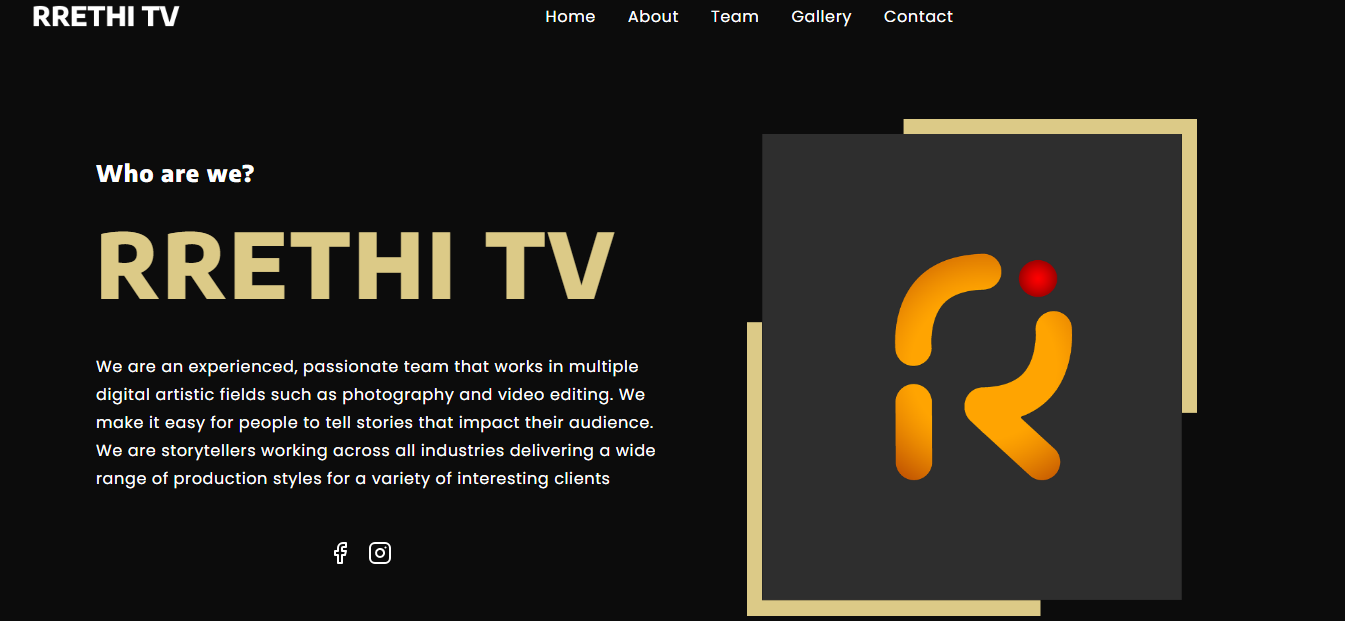 RRETHI TV
Home About Team Gallery Contact
Who are we?
RRETHI TV
We are an experienced, passionate team that works in multiple
digital artistic fields such as photography and video editing. We
make it easy for people to tell stories that impact their audience.
We are storytellers working across all industries delivering a wide
range of production styles for a variety of interesting clients